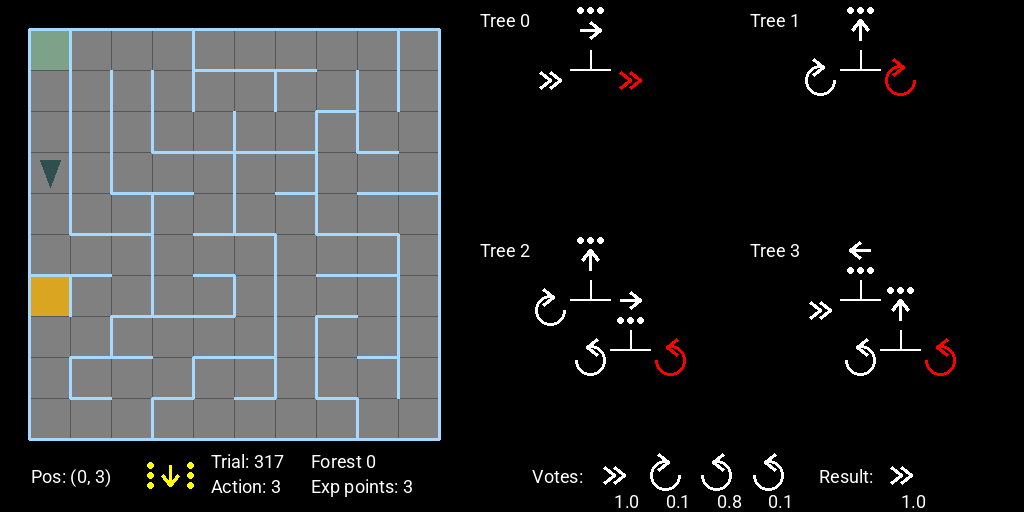 Tree 0
Tree 1
Tree 2
Tree 3
Pos: (0, 3)
Trial: 317
Forest 0
Action: 3
Exp points: 3
Votes:
Result:
1.0
0.1
0.8
0.1
1.0